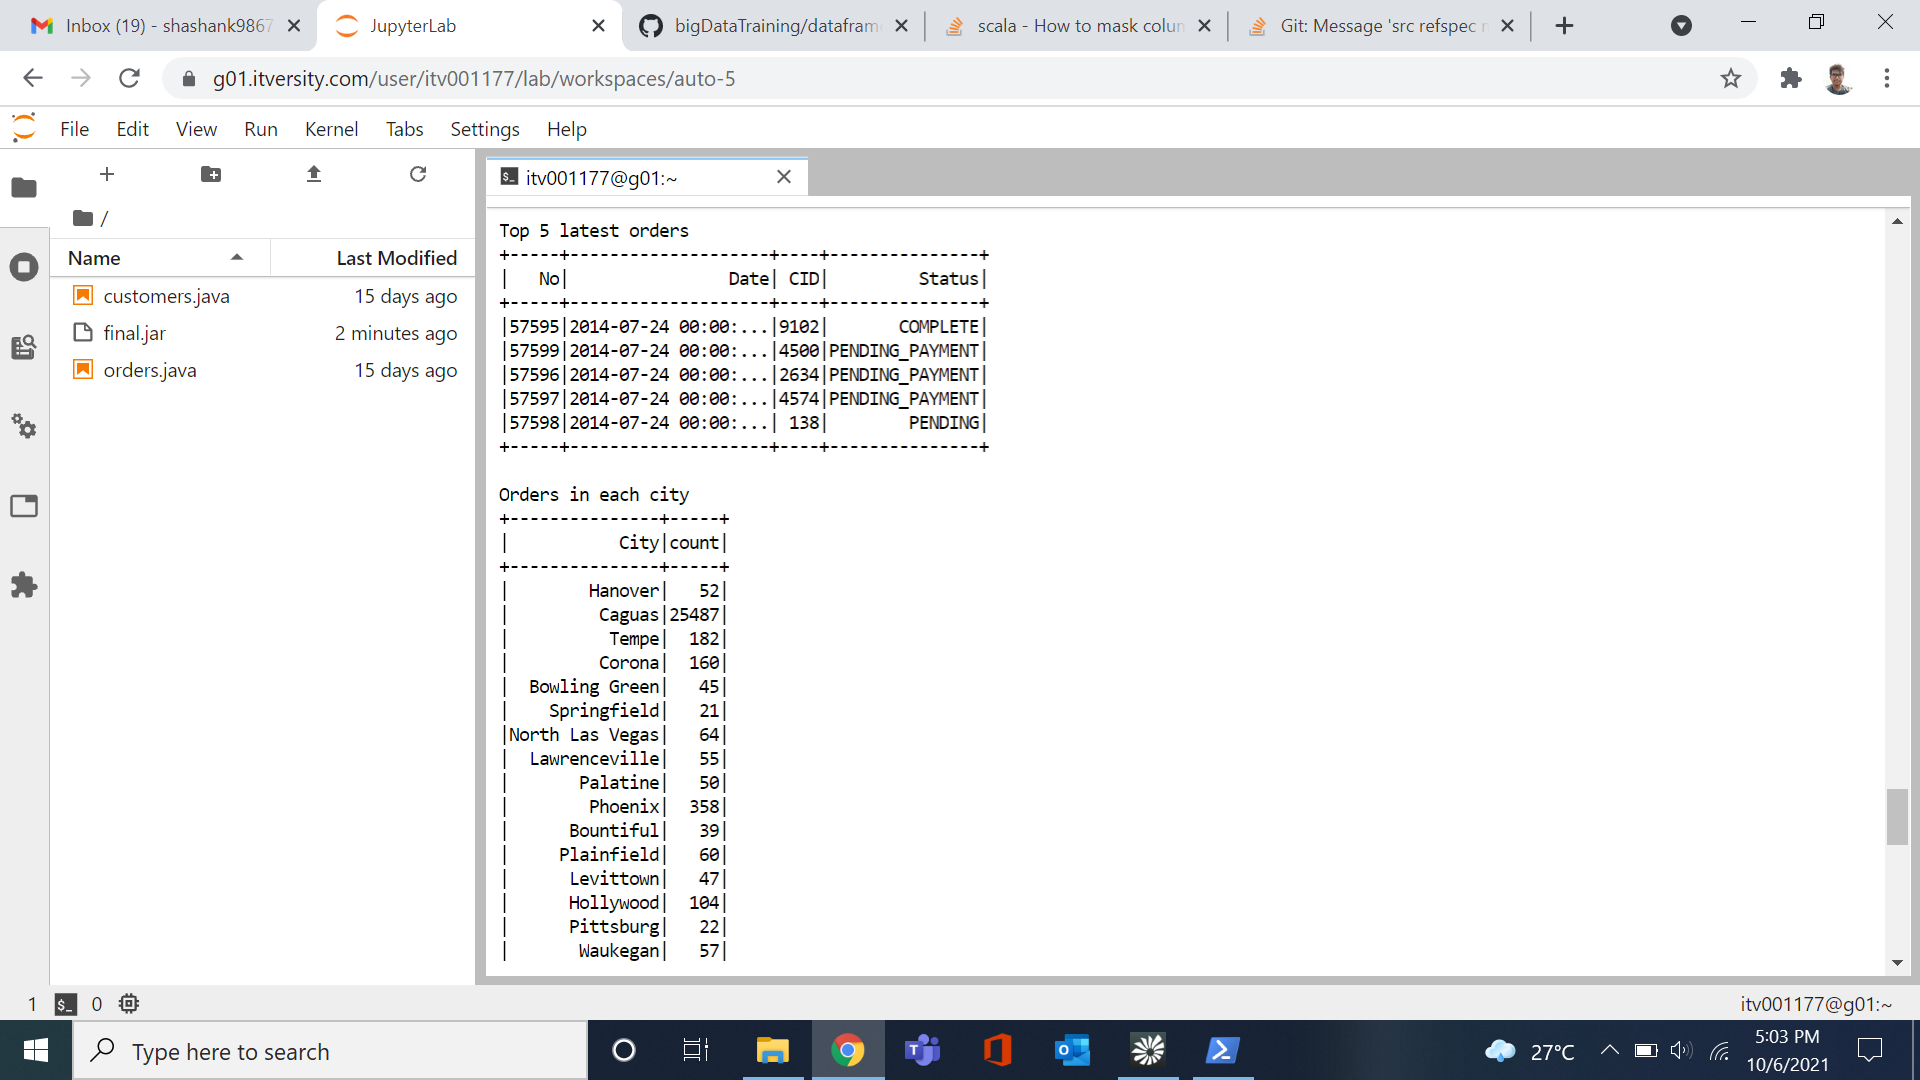 Inbox (19) - shashank9867
JupyterLab
bigDataTraining/datafram
scala - How to mask colun
Git: Message 'src refspec n
g01.itversity.com/user/itv001177/lab/workspaces/auto-5
File Edit View Run Kernel Tabs Settings Help
itv001177@g01:~
/
Name Last Modified
customers.java 15 days ago
final.jar 2 minutes ago
orders.java 15 days ago
Top 5 latest orders
+-----+--------------------+----+---------------+
|   No|                Date| CID|         Status|
+-----+--------------------+----+---------------+
|57595|2014-07-24 00:00:...|9102|       COMPLETE|
|57599|2014-07-24 00:00:...|4500|PENDING_PAYMENT|
|57596|2014-07-24 00:00:...|2634|PENDING_PAYMENT|
|57597|2014-07-24 00:00:...|4574|PENDING_PAYMENT|
|57598|2014-07-24 00:00:...| 138|        PENDING|
+-----+--------------------+----+---------------+
Orders in each city
+---------------+-----+
|           City|count|
+---------------+-----+
|        Hanover|   52|
|         Caguas|25487|
|          Tempe|  182|
|         Corona|  160|
|  Bowling Green|   45|
|    Springfield|   21|
|North Las Vegas|   64|
|  Lawrenceville|   55|
|       Palatine|   50|
|        Phoenix|  358|
|      Bountiful|   39|
|     Plainfield|   60|
|      Levittown|   47|
|      Hollywood|  104|
|      Pittsburg|   22|
|       Waukegan|   57|
1 $_ 0
itv001177@g01:~
Type here to search
27°C
5:03 PM
10/6/2021